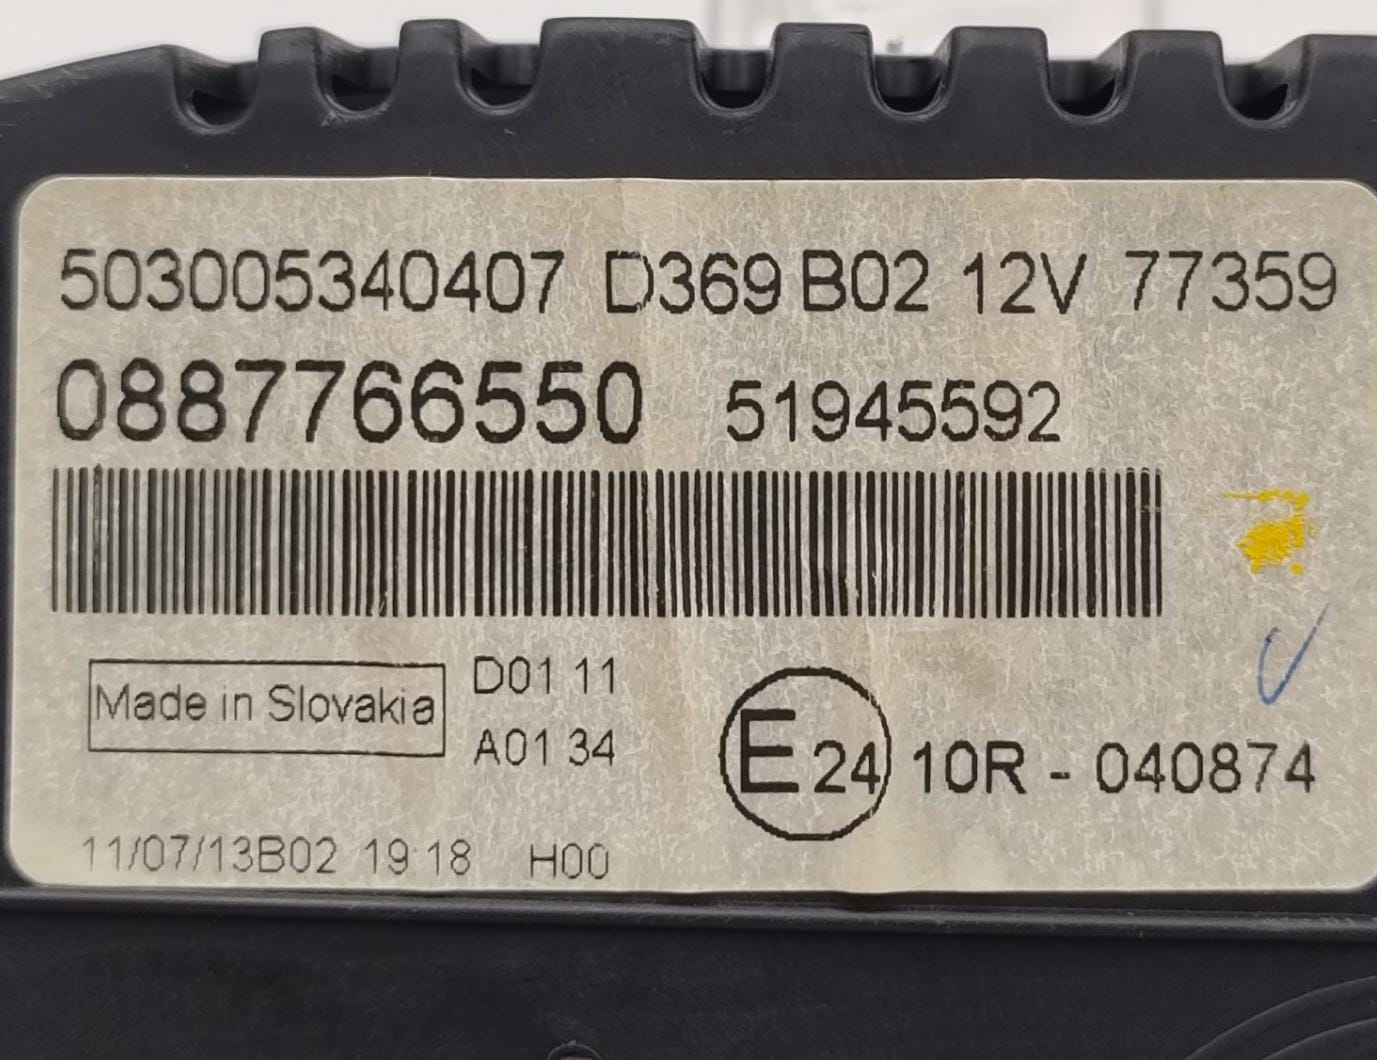 503005340407 D369 B02 12V 77359
0887766550 51945592
Made in Slovakia
D01 11
A01 34
E 24 10R - 040874
11/07/13B02 19:18 H00